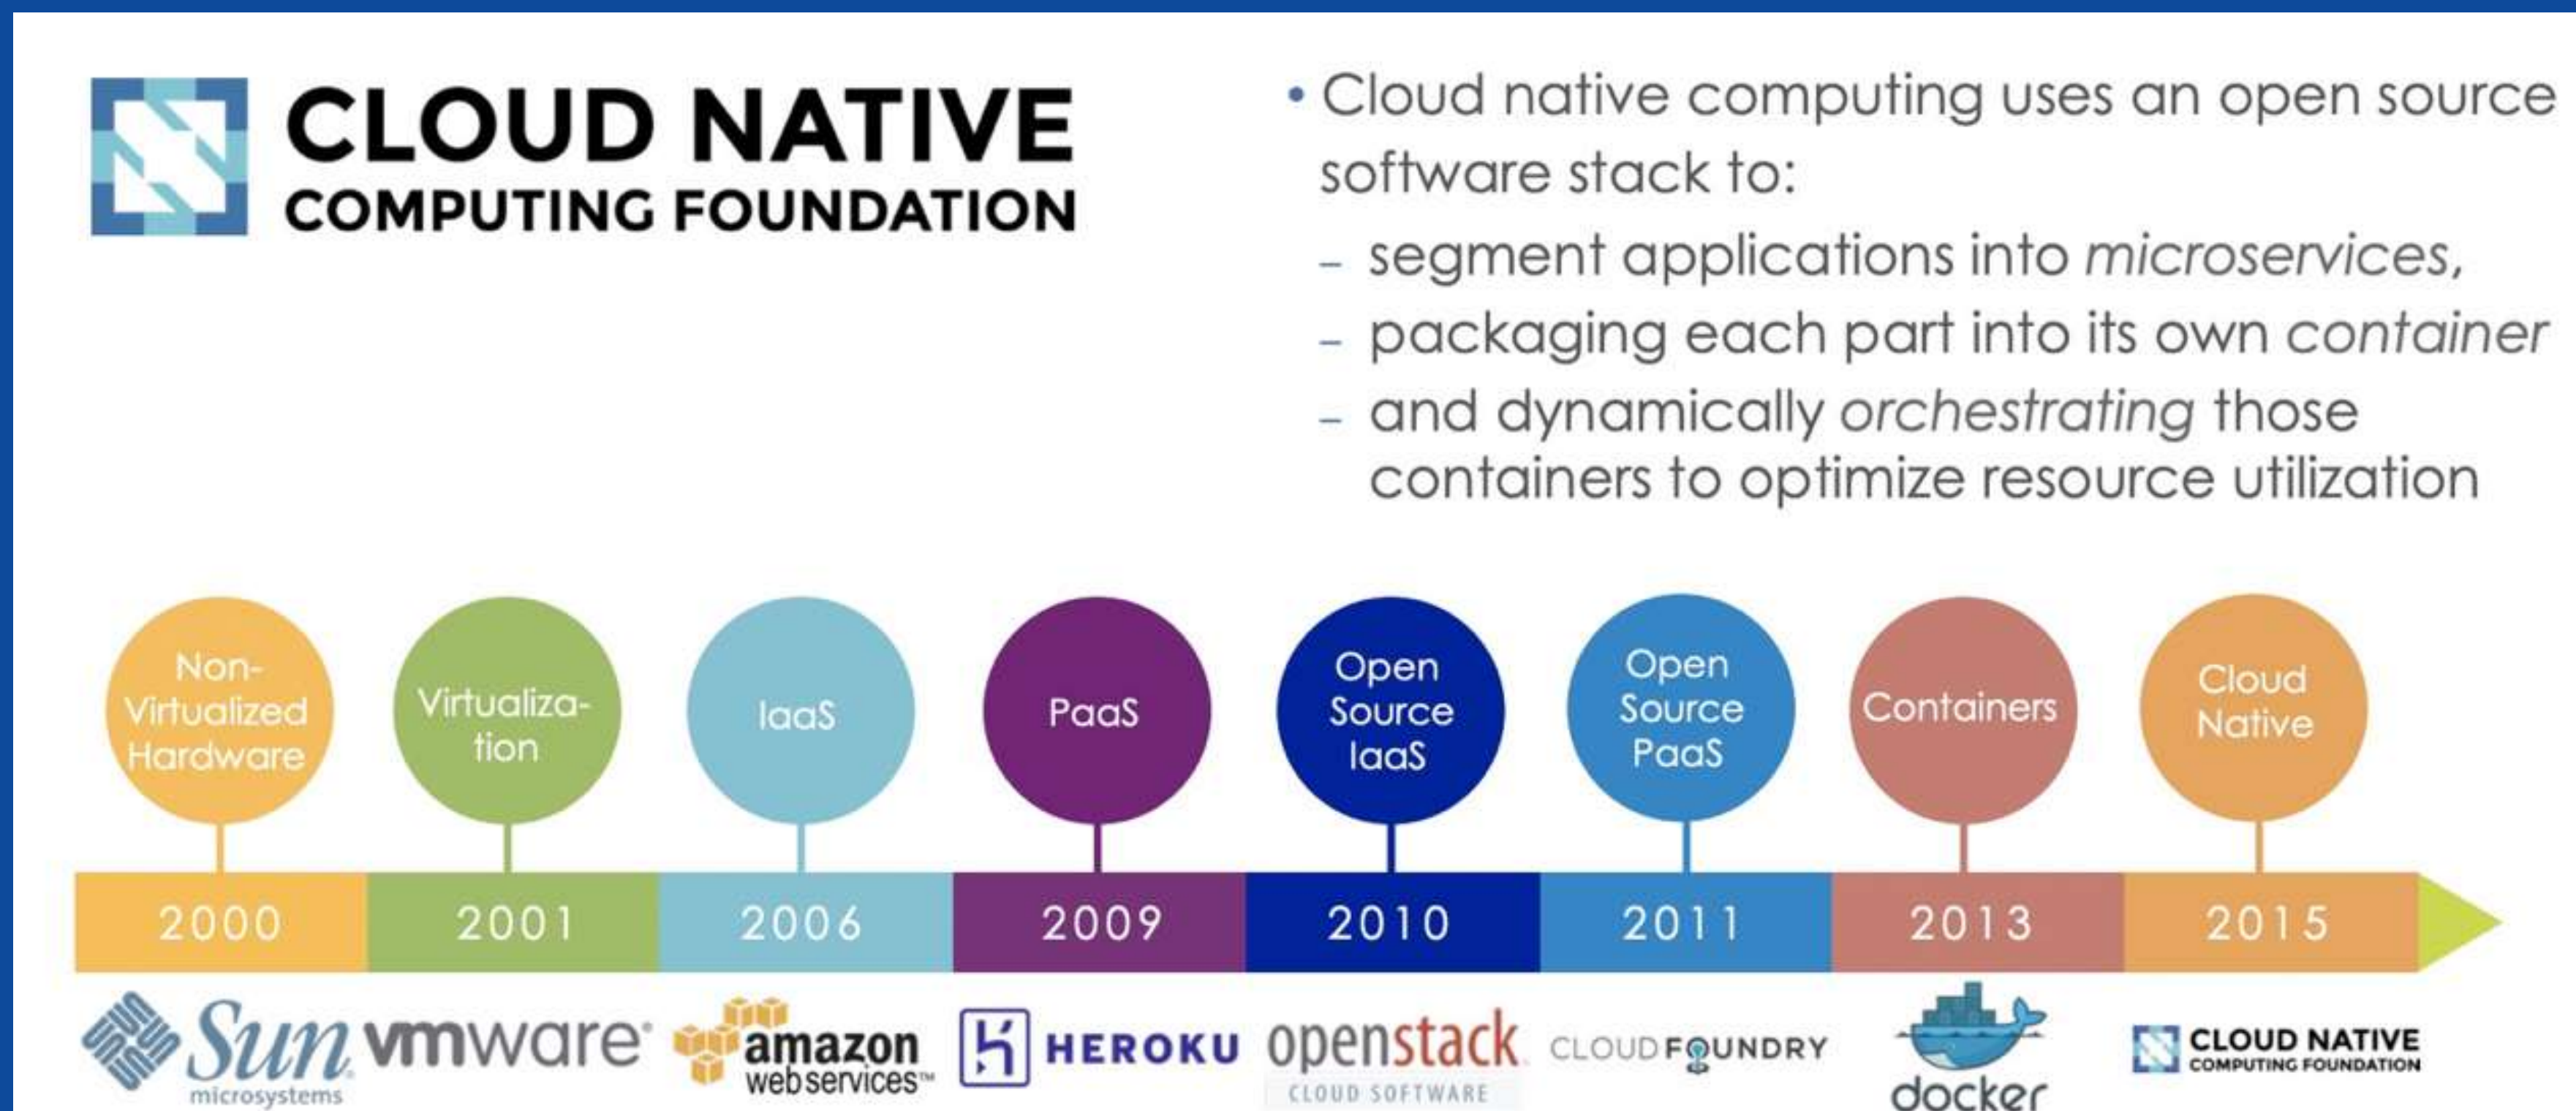 CLOUD NATIVE
COMPUTING FOUNDATION
• Cloud native computing uses an open source
software stack to:
– segment applications into microservices,
– packaging each part into its own container
– and dynamically orchestrating those
containers to optimize resource utilization
Non-
Virtualized
Hardware
Virtualiza-
tion
IaaS
PaaS
Open
Source
IaaS
Open
Source
PaaS
Containers
Cloud
Native
2000
2001
2006
2009
2010
2011
2013
2015
Sun
microsystems
vmware®
amazon
web services™
HEROKU
openstack
CLOUD SOFTWARE
CLOUD FOUNDRY
docker
CLOUD NATIVE
COMPUTING FOUNDATION